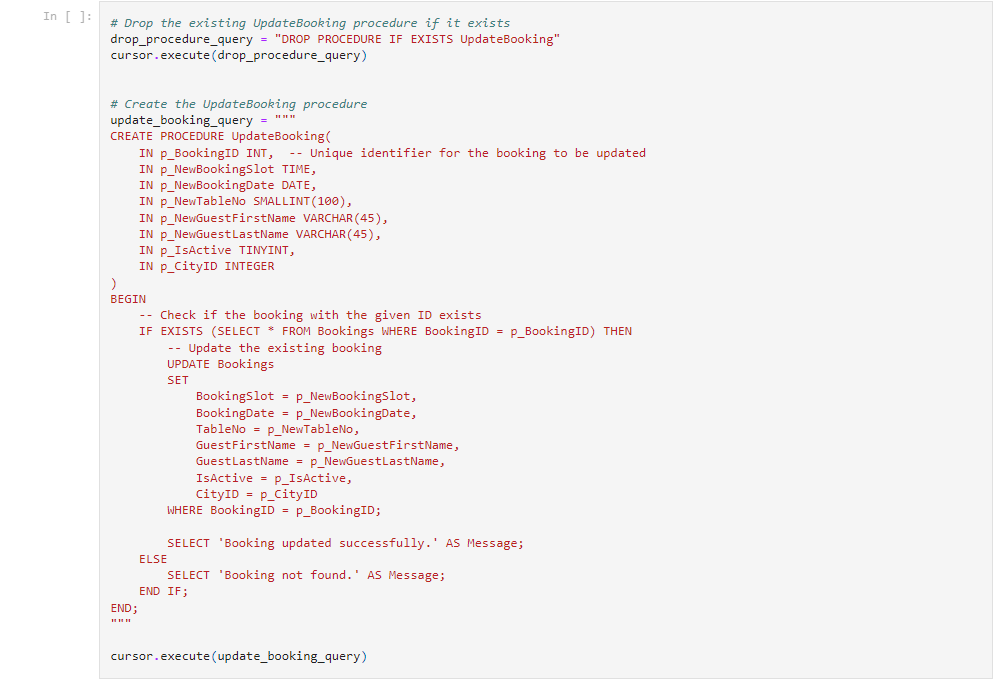 In [ ]:
# Drop the existing UpdateBooking procedure if it exists
drop_procedure_query = "DROP PROCEDURE IF EXISTS UpdateBooking"
cursor.execute(drop_procedure_query)
# Create the UpdateBooking procedure
update_booking_query = """
CREATE PROCEDURE UpdateBooking(
    IN p_BookingID INT,  -- Unique identifier for the booking to be updated
    IN p_NewBookingSlot TIME,
    IN p_NewBookingDate DATE,
    IN p_NewTableNo SMALLINT(100),
    IN p_NewGuestFirstName VARCHAR(45),
    IN p_NewGuestLastName VARCHAR(45),
    IN p_IsActive TINYINT,
    IN p_CityID INTEGER
)
BEGIN
    -- Check if the booking with the given ID exists
    IF EXISTS (SELECT * FROM Bookings WHERE BookingID = p_BookingID) THEN
        -- Update the existing booking
        UPDATE Bookings
        SET
            BookingSlot = p_NewBookingSlot,
            BookingDate = p_NewBookingDate,
            TableNo = p_NewTableNo,
            GuestFirstName = p_NewGuestFirstName,
            GuestLastName = p_NewGuestLastName,
            IsActive = p_IsActive,
            CityID = p_CityID
        WHERE BookingID = p_BookingID;
        SELECT 'Booking updated successfully.' AS Message;
    ELSE
        SELECT 'Booking not found.' AS Message;
    END IF;
END;
"""
cursor.execute(update_booking_query)